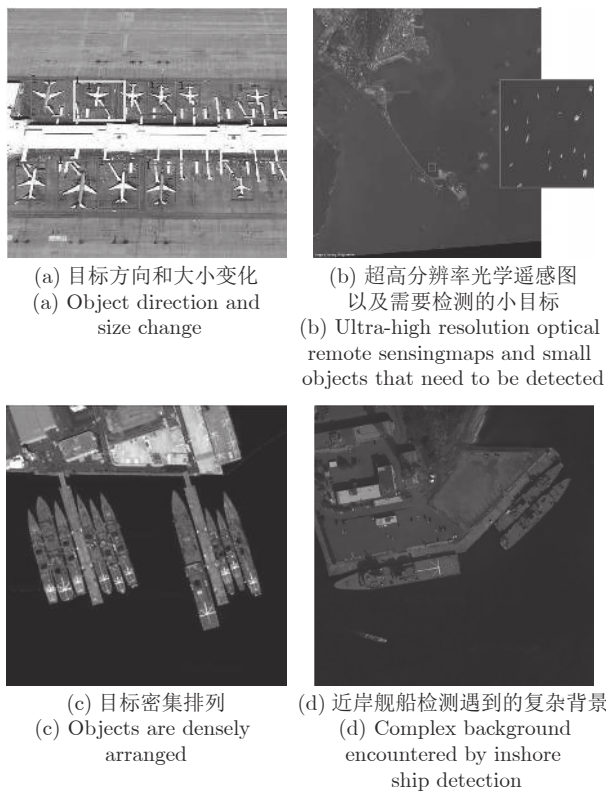 (a) 目标方向和大小变化
(a) Object direction and
size change
(b) 超高分辨率光学遥感图
以及需要检测的小目标
(b) Ultra-high resolution optical
remote sensingmaps and small
objects that need to be detected
(c) 目标密集排列
(c) Objects are densely
arranged
(d) 近岸舰船检测遇到的复杂背景
(d) Complex background
encountered by inshore
ship detection